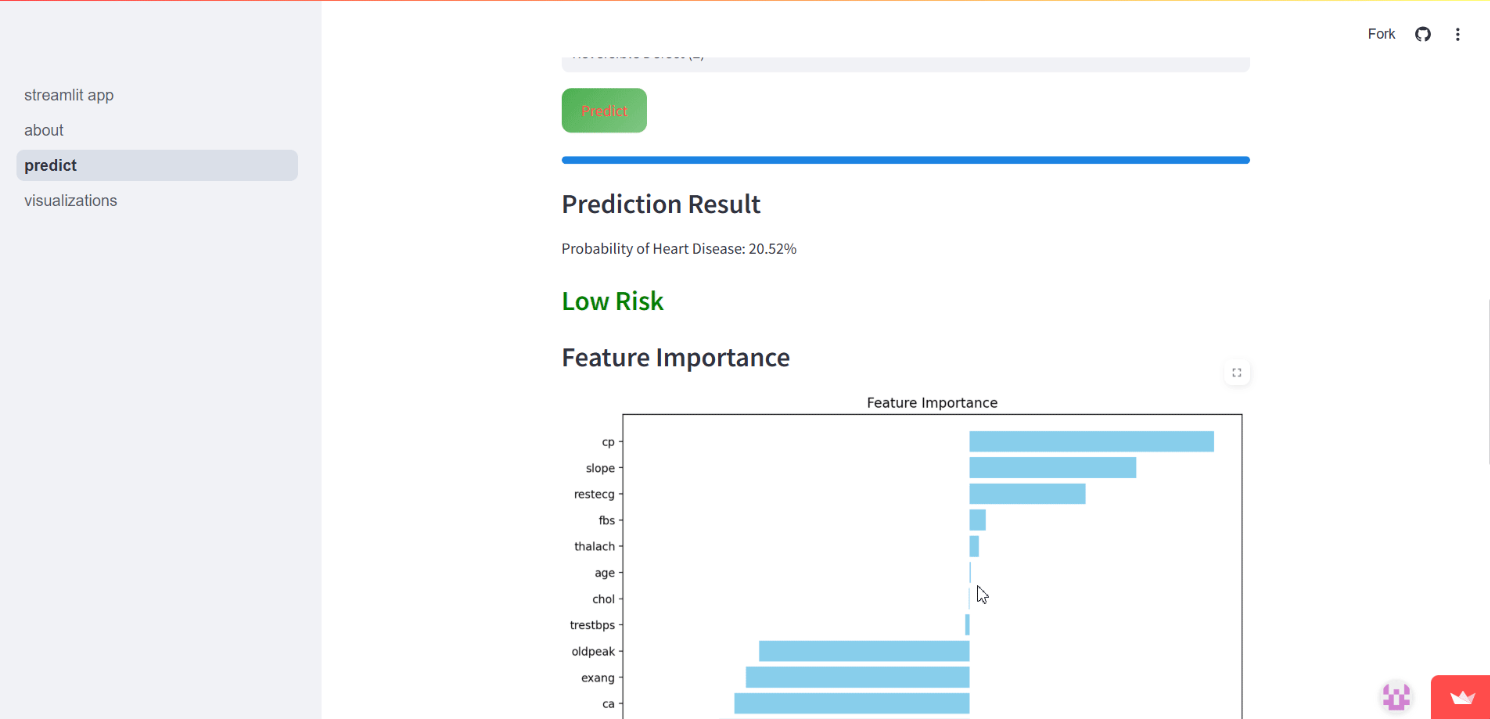 Fork
streamlit app
about
predict
visualizations
Predict
Prediction Result
Probability of Heart Disease: 20.52%
Low Risk
Feature Importance
Feature Importance
cp
slope
restecg
fbs
thalach
age
chol
trestbps
oldpeak
exang
ca